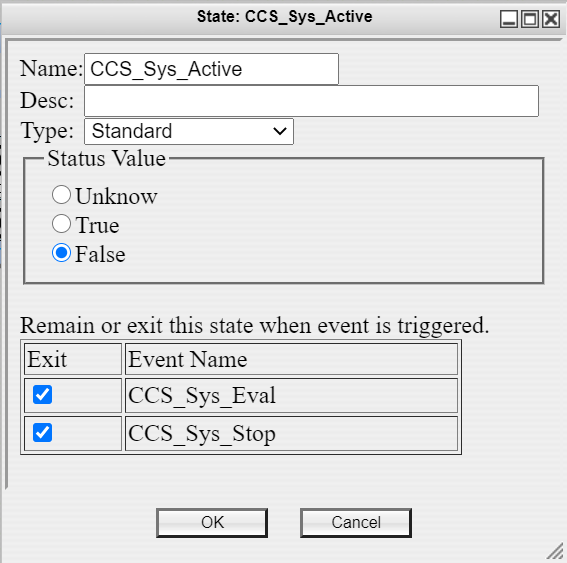 State: CCS_Sys_Active
Name: CCS_Sys_Active
Desc:
Type: Standard
Status Value
Unknow
True
False
Remain or exit this state when event is triggered.
Exit Event Name
CCS_Sys_Eval
CCS_Sys_Stop
OK Cancel